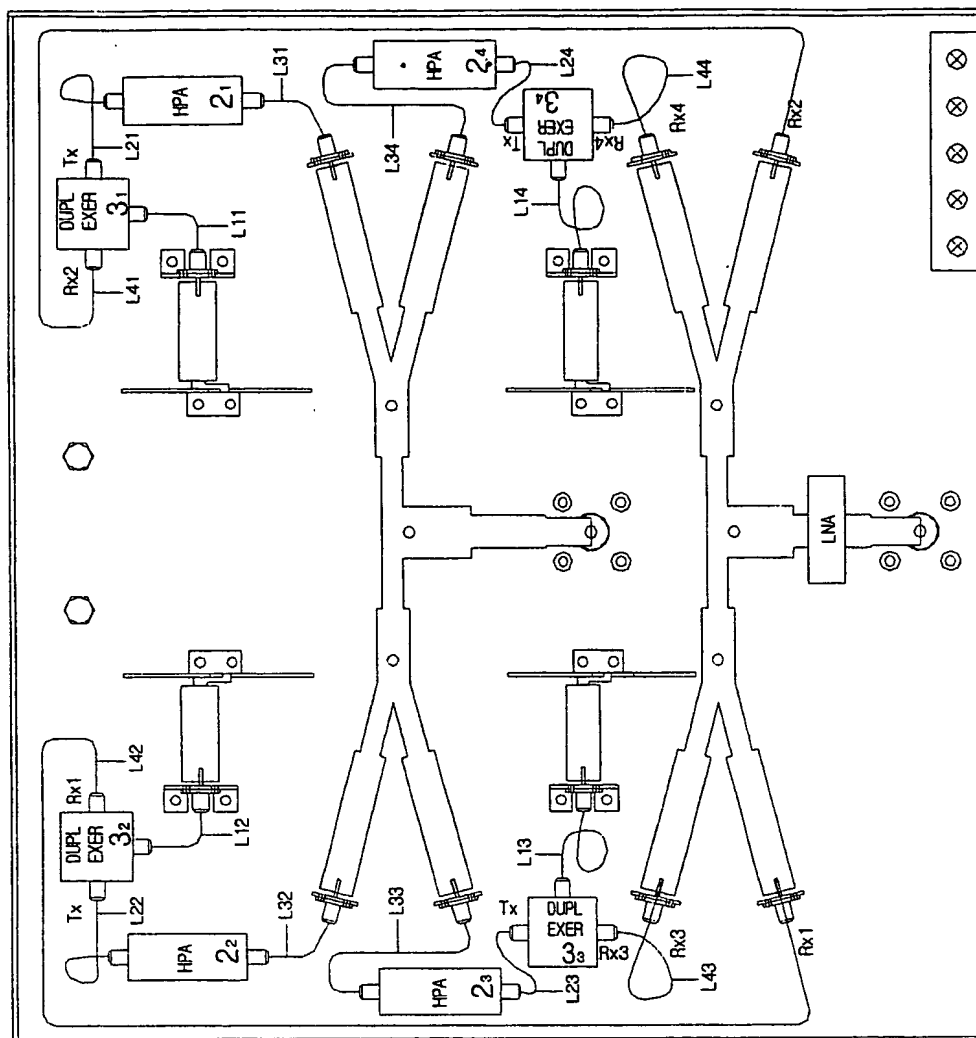 L31
HPA
2₁
HPA
2₄
L24
L44
Tx
L21
L34
DUPL
EXER
3₄
Tx
Rx4
Rx4
Rx2
DUPL
EXER
3₁
L11
L14
Rx2
L41
LNA
L42
Rx1
DUPL
EXER
3₂
L12
L13
Tx
L22
L32
L33
Tx
DUPL
EXER
3₃
Rx3
Rx3
Rx1
HPA
2₂
HPA
2₃
L23
L43